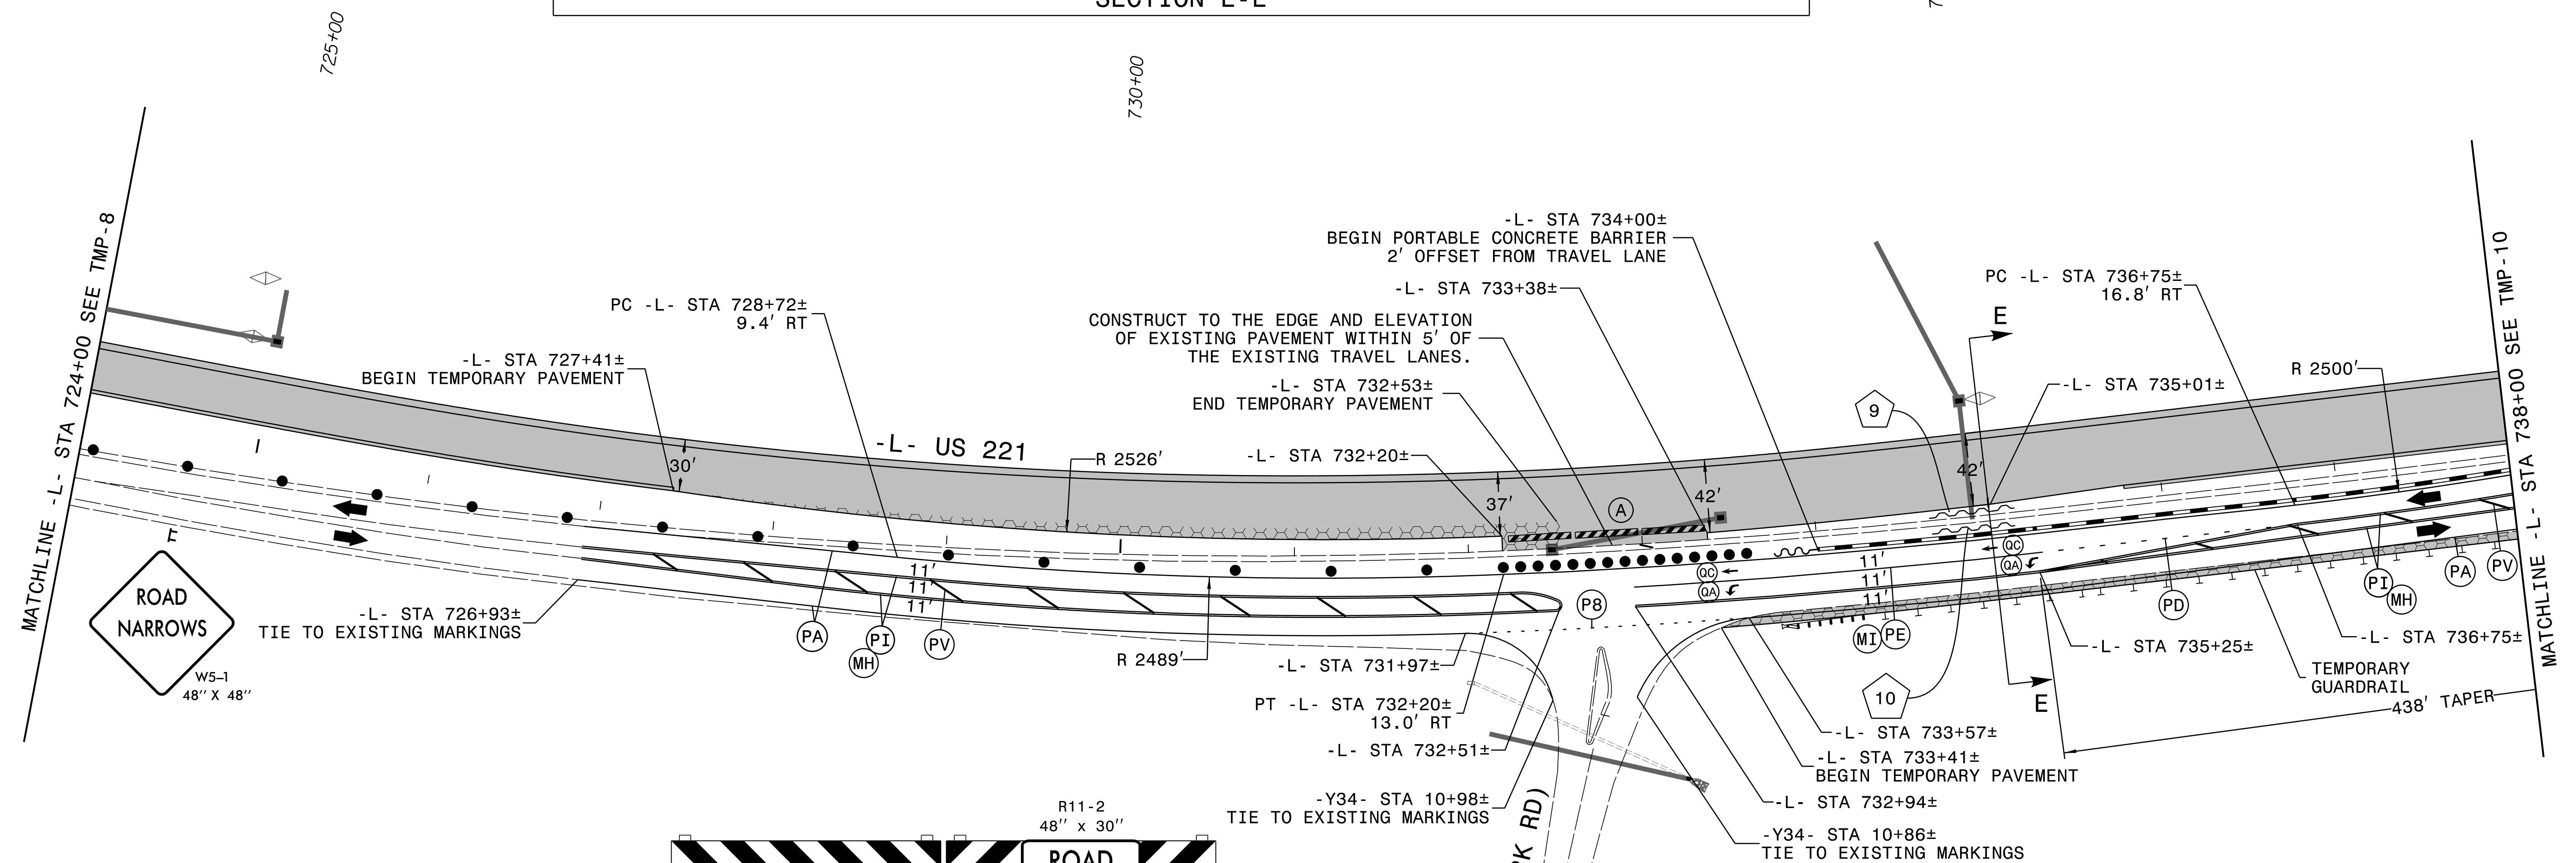 SECTION E-E
725+00
730+00
MATCHLINE -L- STA 724+00 SEE TMP-8
-L- STA 734+00±
BEGIN PORTABLE CONCRETE BARRIER
2' OFFSET FROM TRAVEL LANE
-L- STA 733+38±
CONSTRUCT TO THE EDGE AND ELEVATION
OF EXISTING PAVEMENT WITHIN 5' OF
THE EXISTING TRAVEL LANES.
-L- STA 732+53±
END TEMPORARY PAVEMENT
-L- STA 732+20±
PC -L- STA 728+72±
9.4' RT
-L- STA 727+41±
BEGIN TEMPORARY PAVEMENT
30'
-L- US 221
R 2526'
37'
A
42'
9
42'
E
PC -L- STA 736+75±
16.8' RT
-L- STA 735+01±
R 2500'
MATCHLINE -L- STA 738+00 SEE TMP-10
F
ROAD
NARROWS
W5-1
48" X 48"
-L- STA 726+93±
TIE TO EXISTING MARKINGS
11'
11'
11'
PA
PI
MH
PV
R 2489'
-L- STA 731+97±
PT -L- STA 732+20±
13.0' RT
-L- STA 732+51±
-Y34- STA 10+98±
TIE TO EXISTING MARKINGS
P8
QC
QA
11'
11'
11'
QC
QA
MI
PE
10
E
PD
PI
MH
PA
PV
-L- STA 735+25±
-L- STA 736+75±
TEMPORARY
GUARDRAIL
438' TAPER
-L- STA 733+57±
-L- STA 733+41±
BEGIN TEMPORARY PAVEMENT
-L- STA 732+94±
-Y34- STA 10+86±
TIE TO EXISTING MARKINGS
RK RD)
R11-2
48" x 30"
ROAD